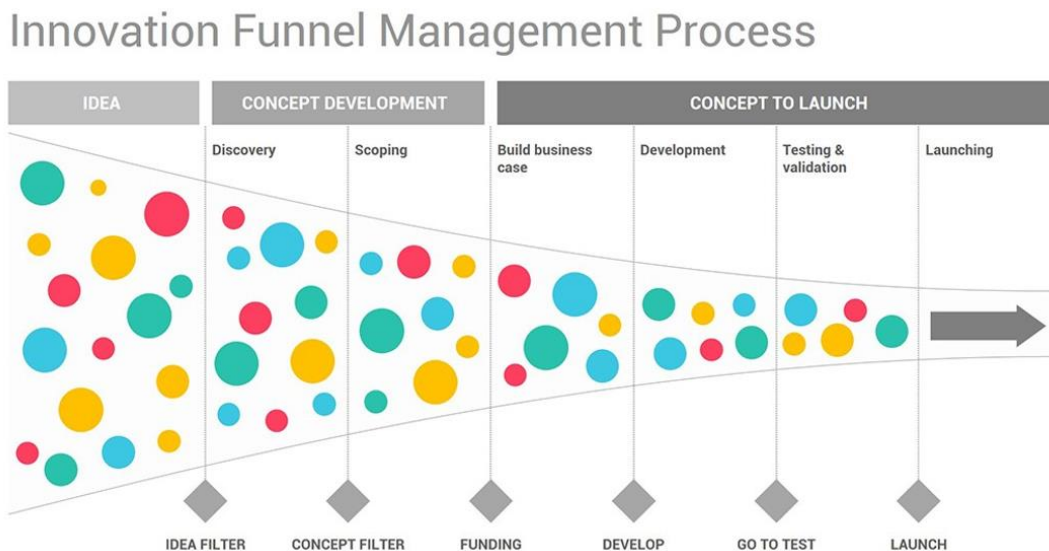 Innovation Funnel Management Process
IDEA
CONCEPT DEVELOPMENT
CONCEPT TO LAUNCH
Discovery
Scoping
Build business
case
Development
Testing &
validation
Launching
IDEA FILTER
CONCEPT FILTER
FUNDING
DEVELOP
GO TO TEST
LAUNCH